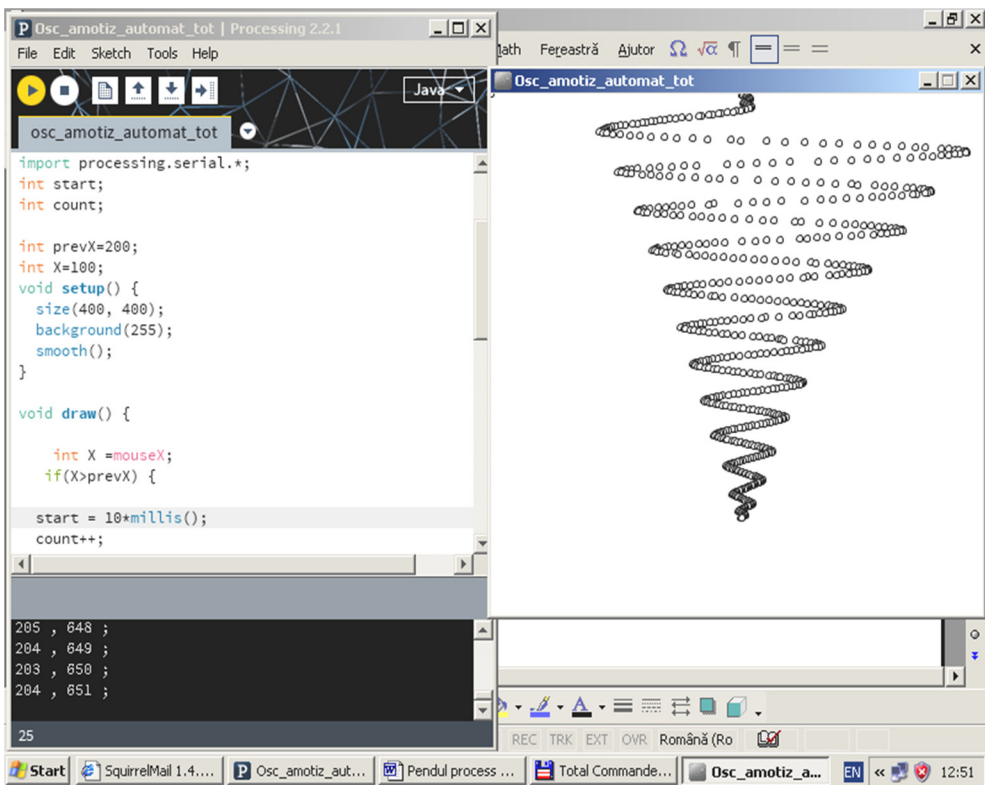 Osc_amotiz_automat_tot | Processing 2.2.1
File Edit Sketch Tools Help
Java
osc_amotiz_automat_tot
import processing.serial.*;
int start;
int count;
int prevX=200;
int X=100;
void setup() {
size(400, 400);
background(255);
smooth();
}
void draw() {
int X =mouseX;
if(X>prevX) {
start = 10*millis();
count++;
205 , 648 ;
204 , 649 ;
203 , 650 ;
204 , 651 ;
25
Fereastră Ajutor Ω √α ¶
Osc_amotiz_automat_tot
REC TRK EXT OVR Română (Ro
Start SquirrelMail 1.4.... Osc_amotiz_aut... Pendul process ... Total Commande... Osc_amotiz_a... EN « 12:51